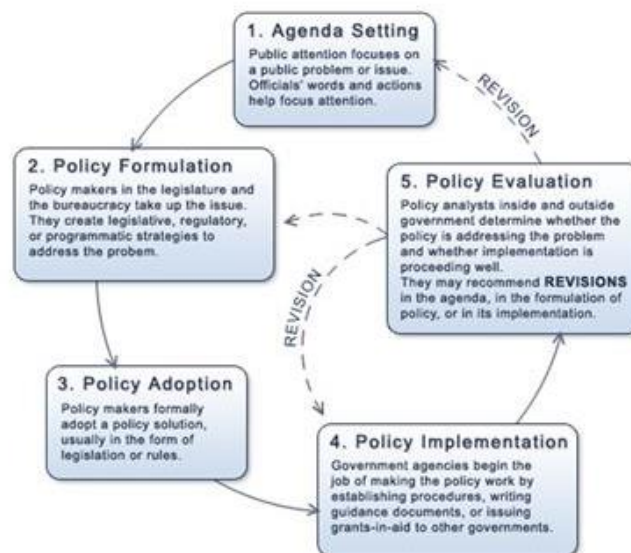 1. Agenda Setting
Public attention focuses on
a public problem or issue.
Officials' words and actions
help focus attention.
REVISION
2. Policy Formulation
Policy makers in the legislature and
the bureaucracy take up the issue.
They create legislative, regulatory,
or programmatic strategies to
address the probem.
5. Policy Evaluation
Policy analysts inside and outside
government determine whether the
policy is addressing the problem
and whether implementation is
proceeding well.
They may recommend REVISIONS
in the agenda, in the formulation of
policy, or in its implementation.
REVISION
3. Policy Adoption
Policy makers formally
adopt a policy solution,
usually in the form of
legislation or rules.
4. Policy Implementation
Government agencies begin the
job of making the policy work by
establishing procedures, writing
guidance documents, or issuing
grants-in-aid to other governments.